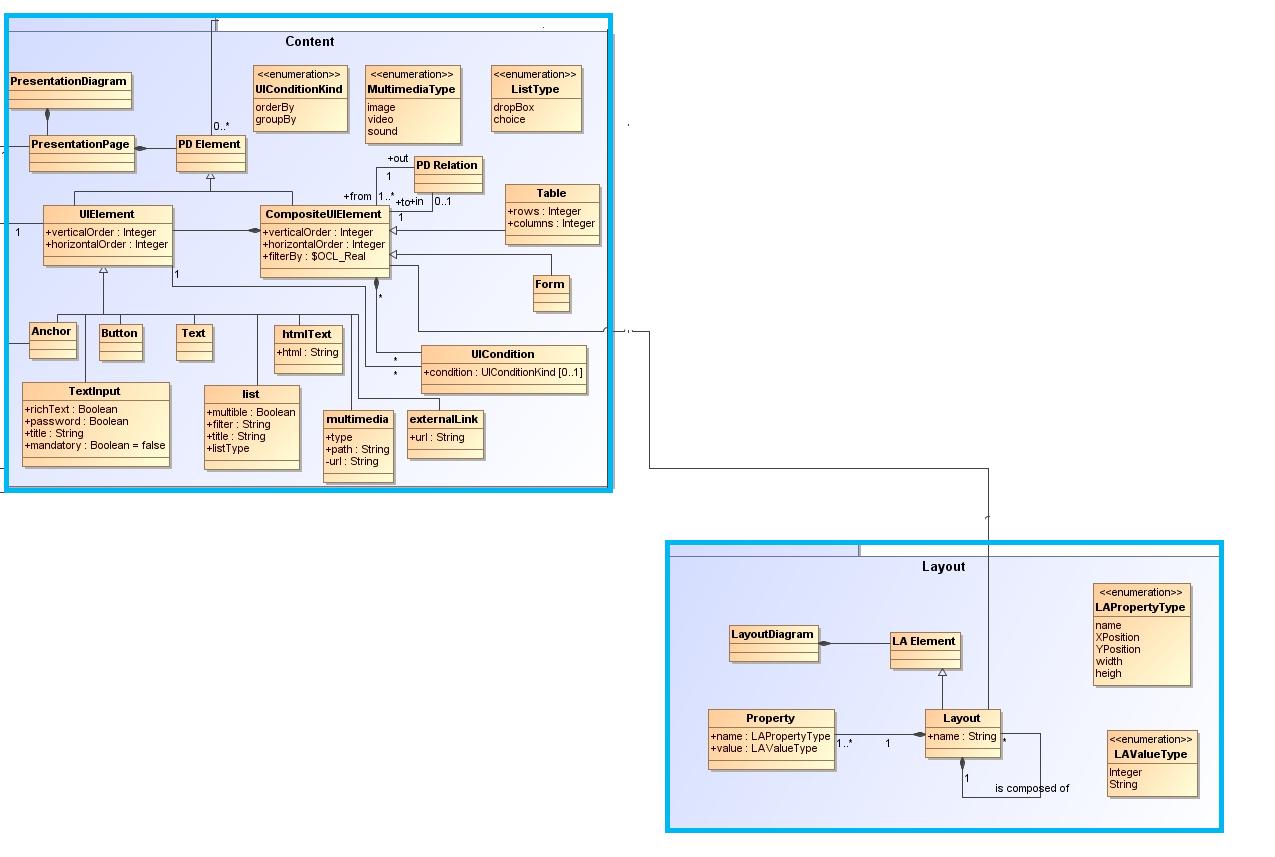 Content
PresentationDiagram
<<enumeration>>
UIConditionKind
orderBy
groupBy
<<enumeration>>
MultimediaType
image
video
sound
<<enumeration>>
ListType
dropBox
choice
0..*
PresentationPage
PD Element
+out
1
PD Relation
+from
1..*
+to
+in
0..1
1
Table
+rows : Integer
+columns : Integer
UIElement
+verticalOrder : Integer
+horizontalOrder : Integer
1
1
CompositeUIElement
+verticalOrder : Integer
+horizontalOrder : Integer
+filterBy : $OCL_Real
*
Form
Anchor
Button
Text
htmlText
+html : String
*
*
UICondition
+condition : UIConditionKind [0..1]
TextInput
+richText : Boolean
+password : Boolean
+title : String
+mandatory : Boolean = false
list
+multible : Boolean
+filter : String
+title : String
+listType
multimedia
+type
+path : String
-url : String
externalLink
+url : String
Layout
<<enumeration>>
LAPropertyType
name
XPosition
YPosition
width
heigh
LayoutDiagram
LA Element
Property
+name : LAPropertyType
+value : LAValueType
1..*
1
Layout
+name : String
*
1
is composed of
<<enumeration>>
LAValueType
Integer
String